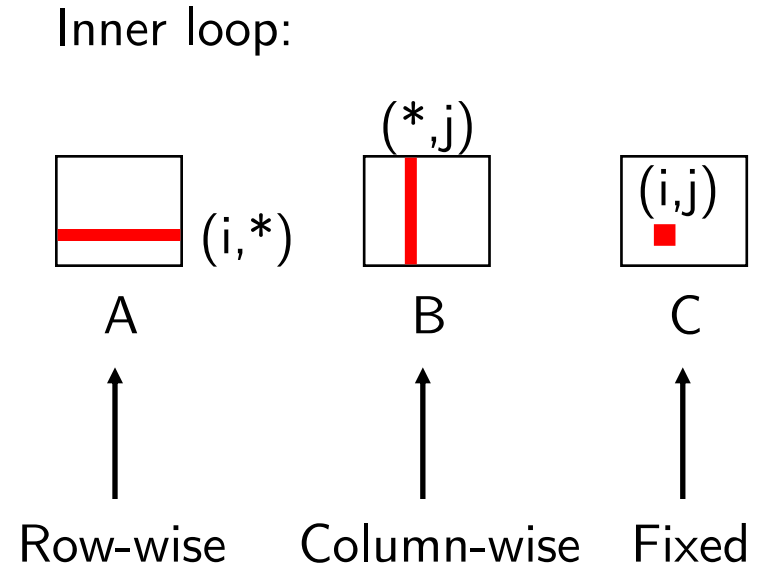 Inner loop:
(*,j)
(i,j)
(i,*)
A B C
Row-wise Column-wise Fixed